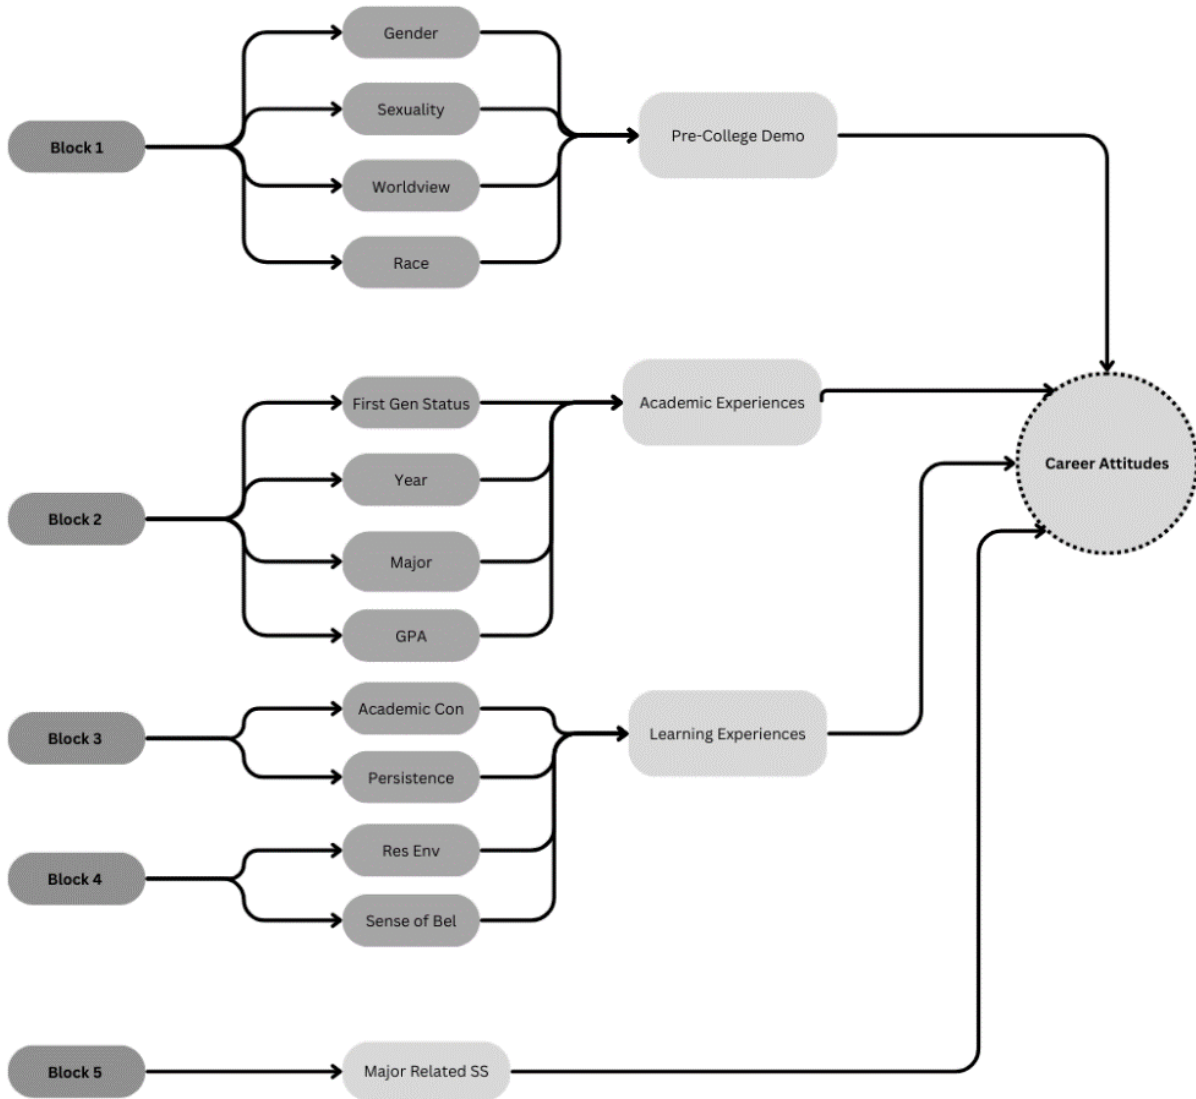 Block 1
Gender
Sexuality
Worldview
Race
Pre-College Demo
Block 2
First Gen Status
Year
Major
GPA
Academic Experiences
Career Attitudes
Block 3
Academic Con
Persistence
Learning Experiences
Block 4
Res Env
Sense of Bel
Block 5
Major Related SS